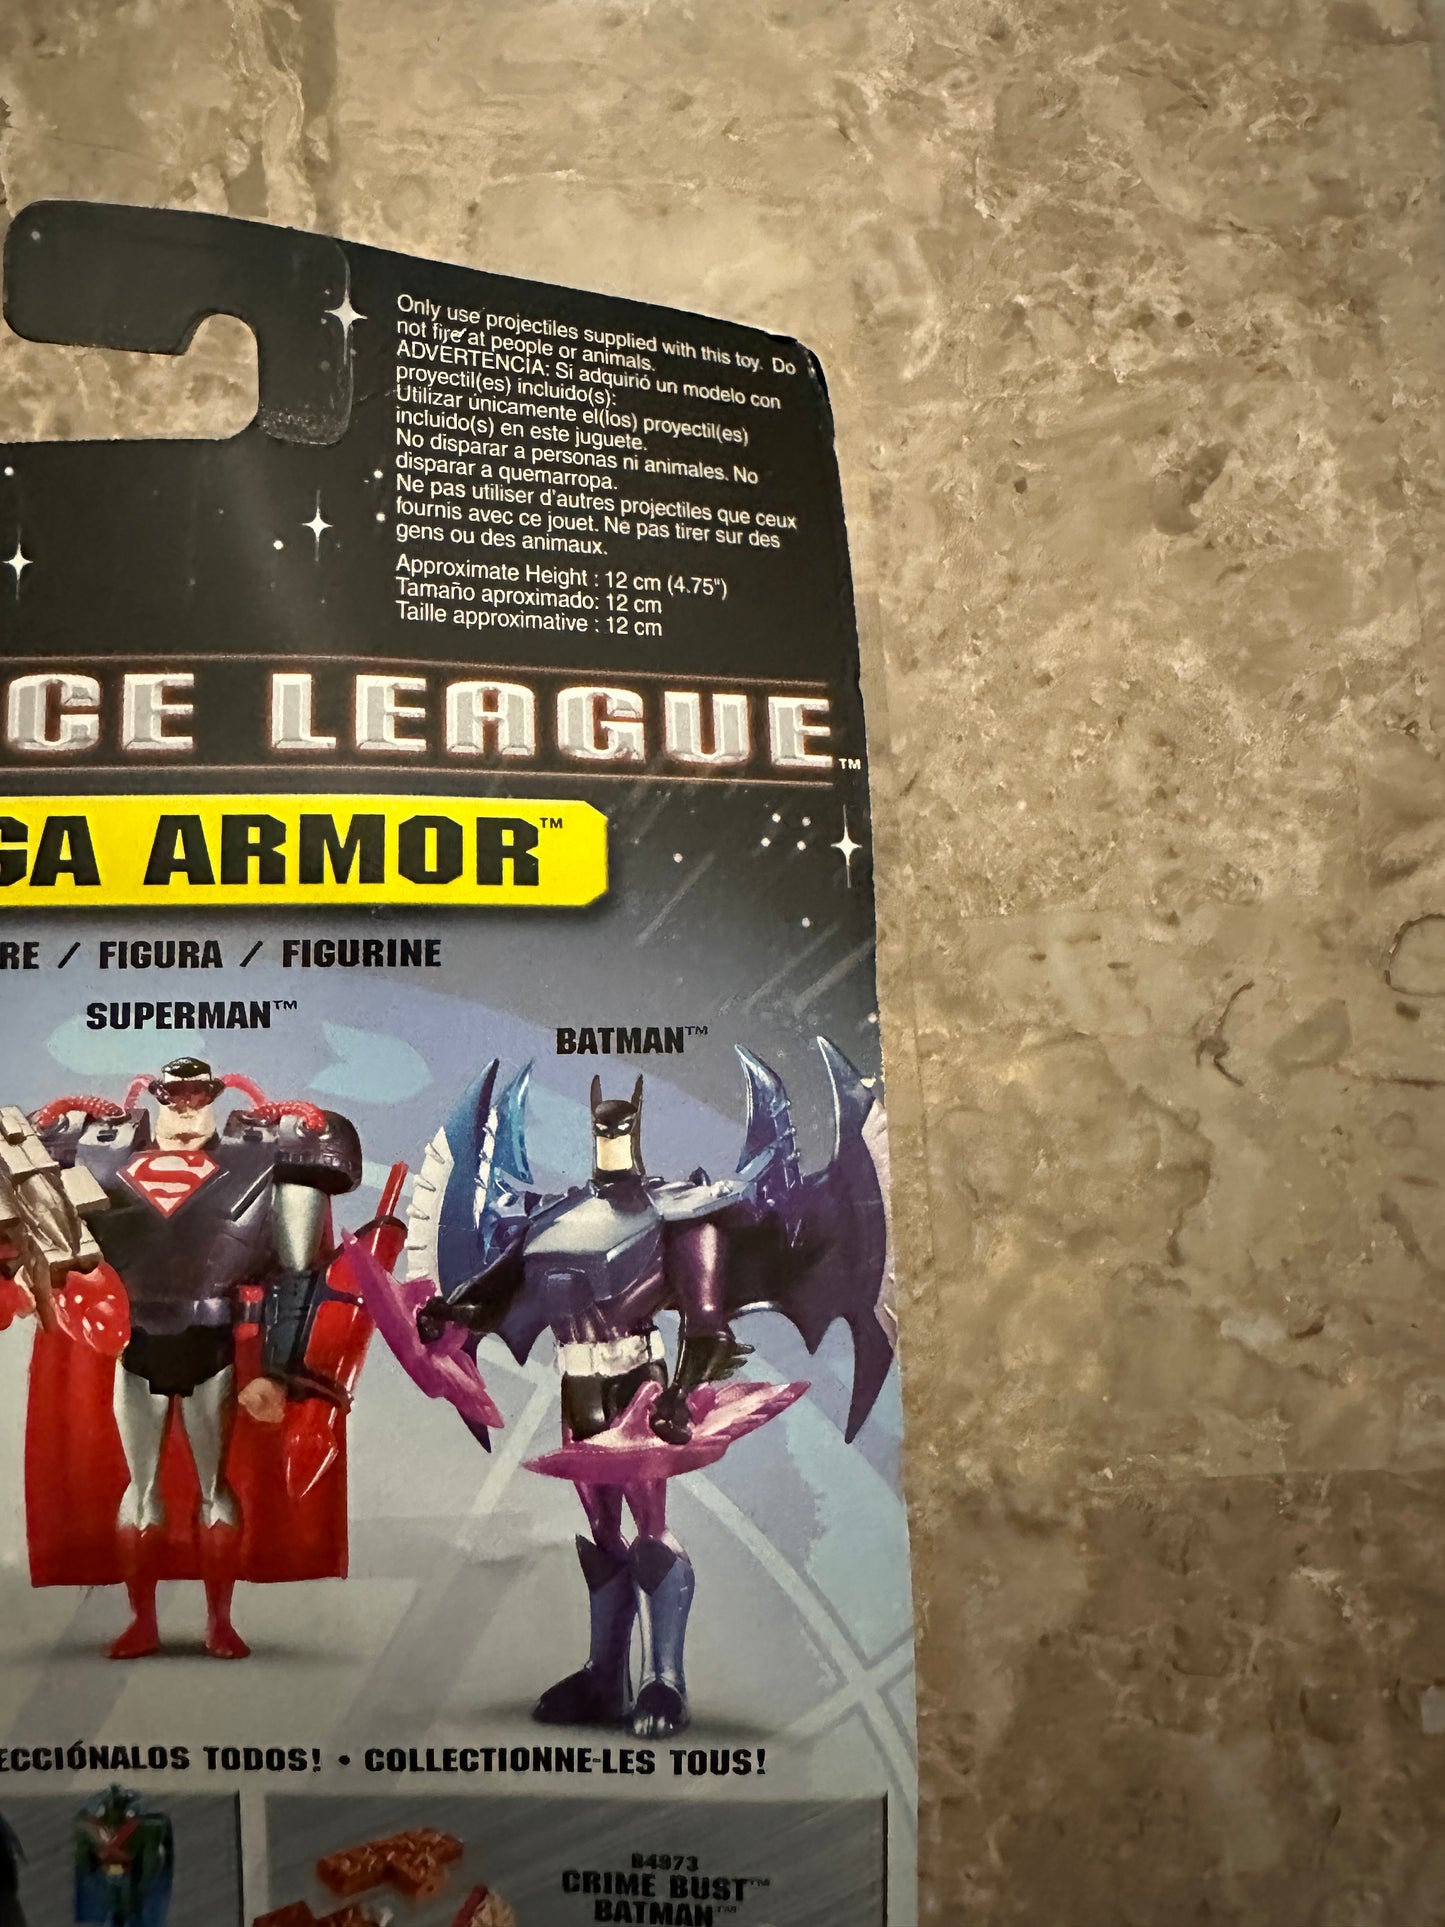 Only use projectiles supplied with this toy. Do
not fire at people or animals.
ADVERTENCIA: Si adquirió un modelo con
proyectil(es) incluido(s):
Utilizar únicamente el(los) proyectil(es)
incluido(s) en este juguete.
No disparar a personas ni animales. No
disparar a quemarropa.
Ne pas utiliser d'autres projectiles que ceux
fournis avec ce jouet. Ne pas tirer sur des
gens ou des animaux.
Approximate Height : 12 cm (4.75")
Tamaño aproximado: 12 cm
Taille approximative : 12 cm
CE LEAGUE™
GA ARMOR™
RE / FIGURA / FIGURINE
SUPERMAN™
BATMAN™
ECCIÓNALOS TODOS! • COLLECTIONNE-LES TOUS!
B4973
CRIME BUST™
BATMAN™